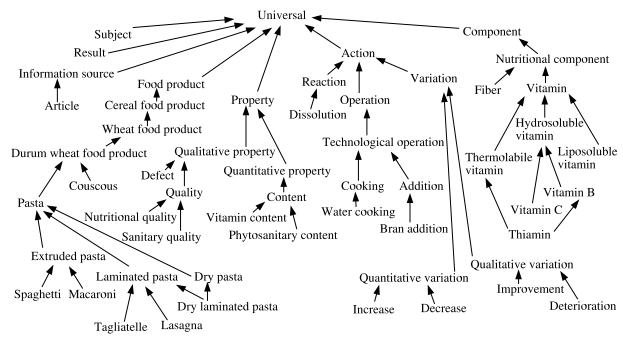 Universal
Subject
Component
Result
Action
Nutritional component
Information source
Reaction
Variation
Food product
Fiber
Vitamin
Article
Cereal food product
Property
Operation
Dissolution
Hydrosoluble
vitamin
Wheat food product
Technological operation
Durum wheat food product
Qualitative property
Thermolabile
vitamin
Liposoluble
vitamin
Defect
Quantitative property
Couscous
Quality
Content
Cooking
Addition
Vitamin B
Pasta
Nutritional quality
Vitamin content
Water cooking
Vitamin C
Sanitary quality
Phytosanitary content
Bran addition
Thiamin
Extruded pasta
Laminated pasta
Dry pasta
Quantitative variation
Qualitative variation
Spaghetti
Macaroni
Dry laminated pasta
Increase
Decrease
Improvement
Deterioration
Tagliatelle
Lasagna